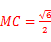 MC = √6/2